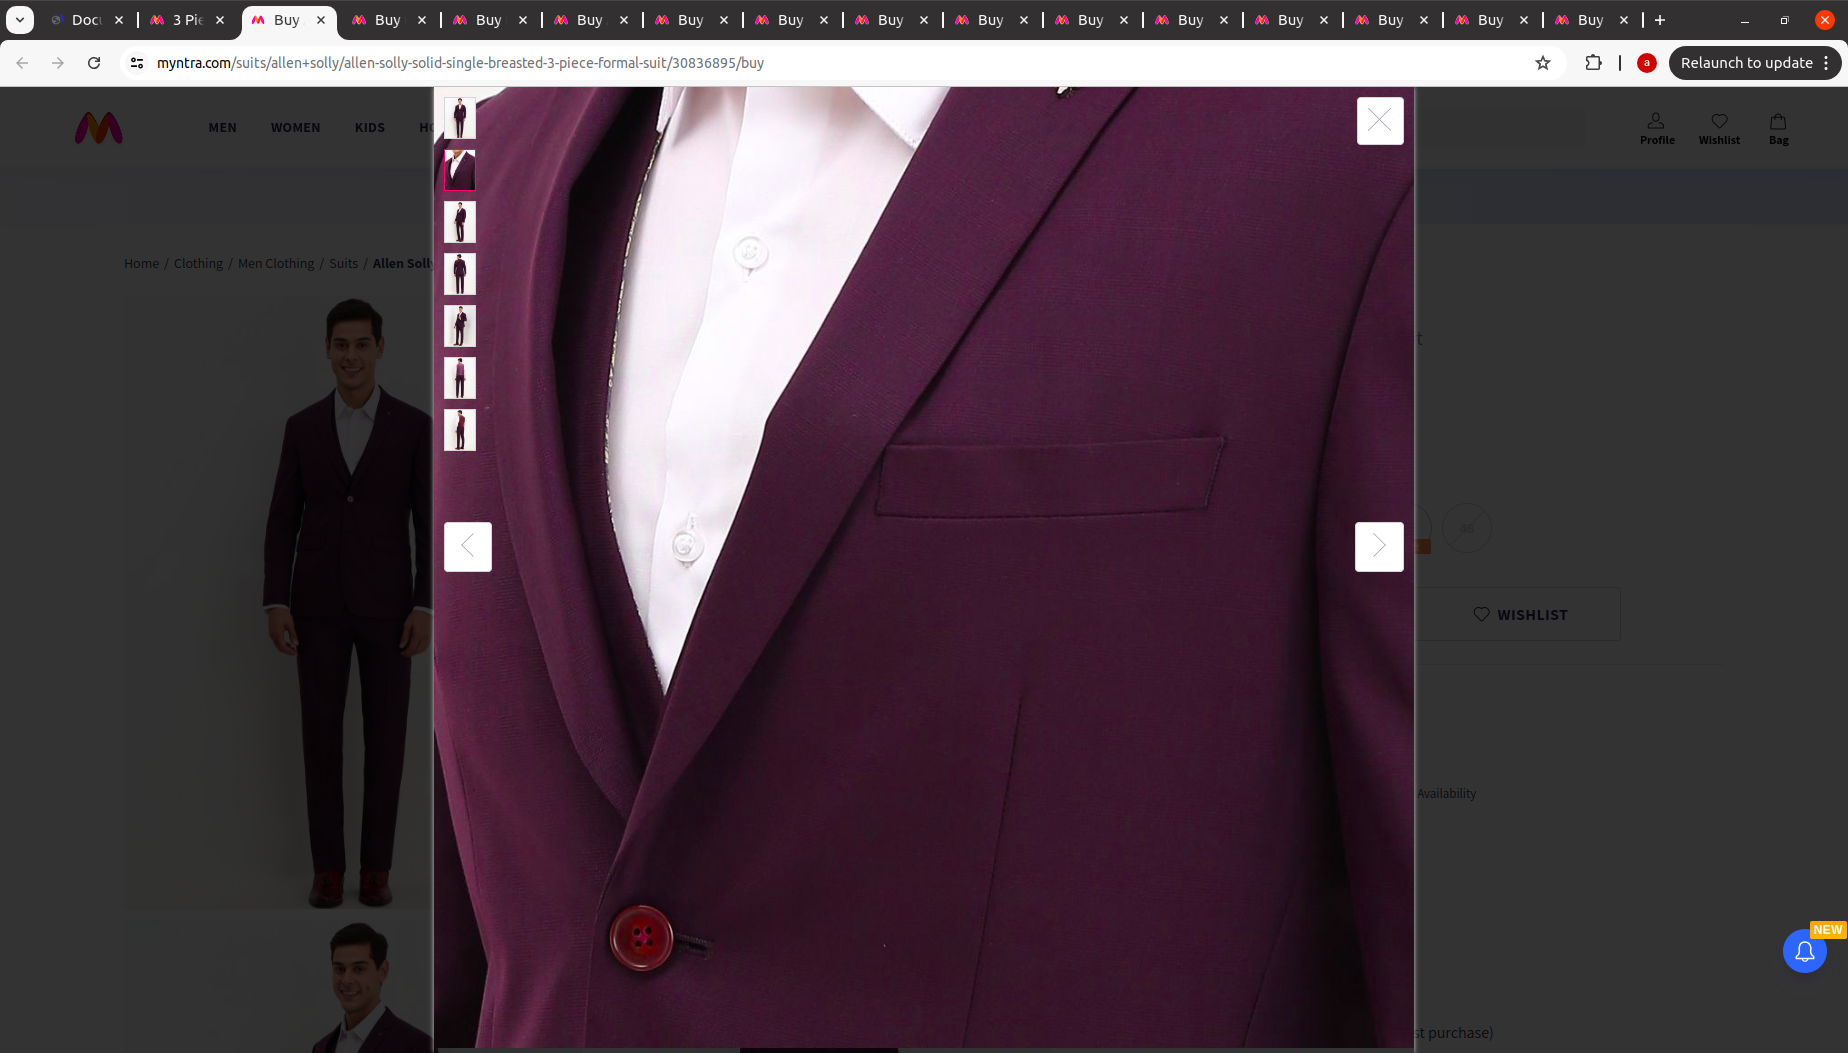 Docu
3 Pie
Buy
Buy
Buy
Buy
Buy
Buy
Buy
Buy
Buy
Buy
Buy
Buy
Buy
Buy
myntra.com/suits/allen+solly/allen-solly-solid-single-breasted-3-piece-formal-suit/30836895/buy
a
Relaunch to update
MEN
WOMEN
KIDS
HO
Profile
Wishlist
Bag
Home / Clothing / Men Clothing / Suits / Allen Solly
t
46
WISHLIST
Availability
NEW
st purchase)